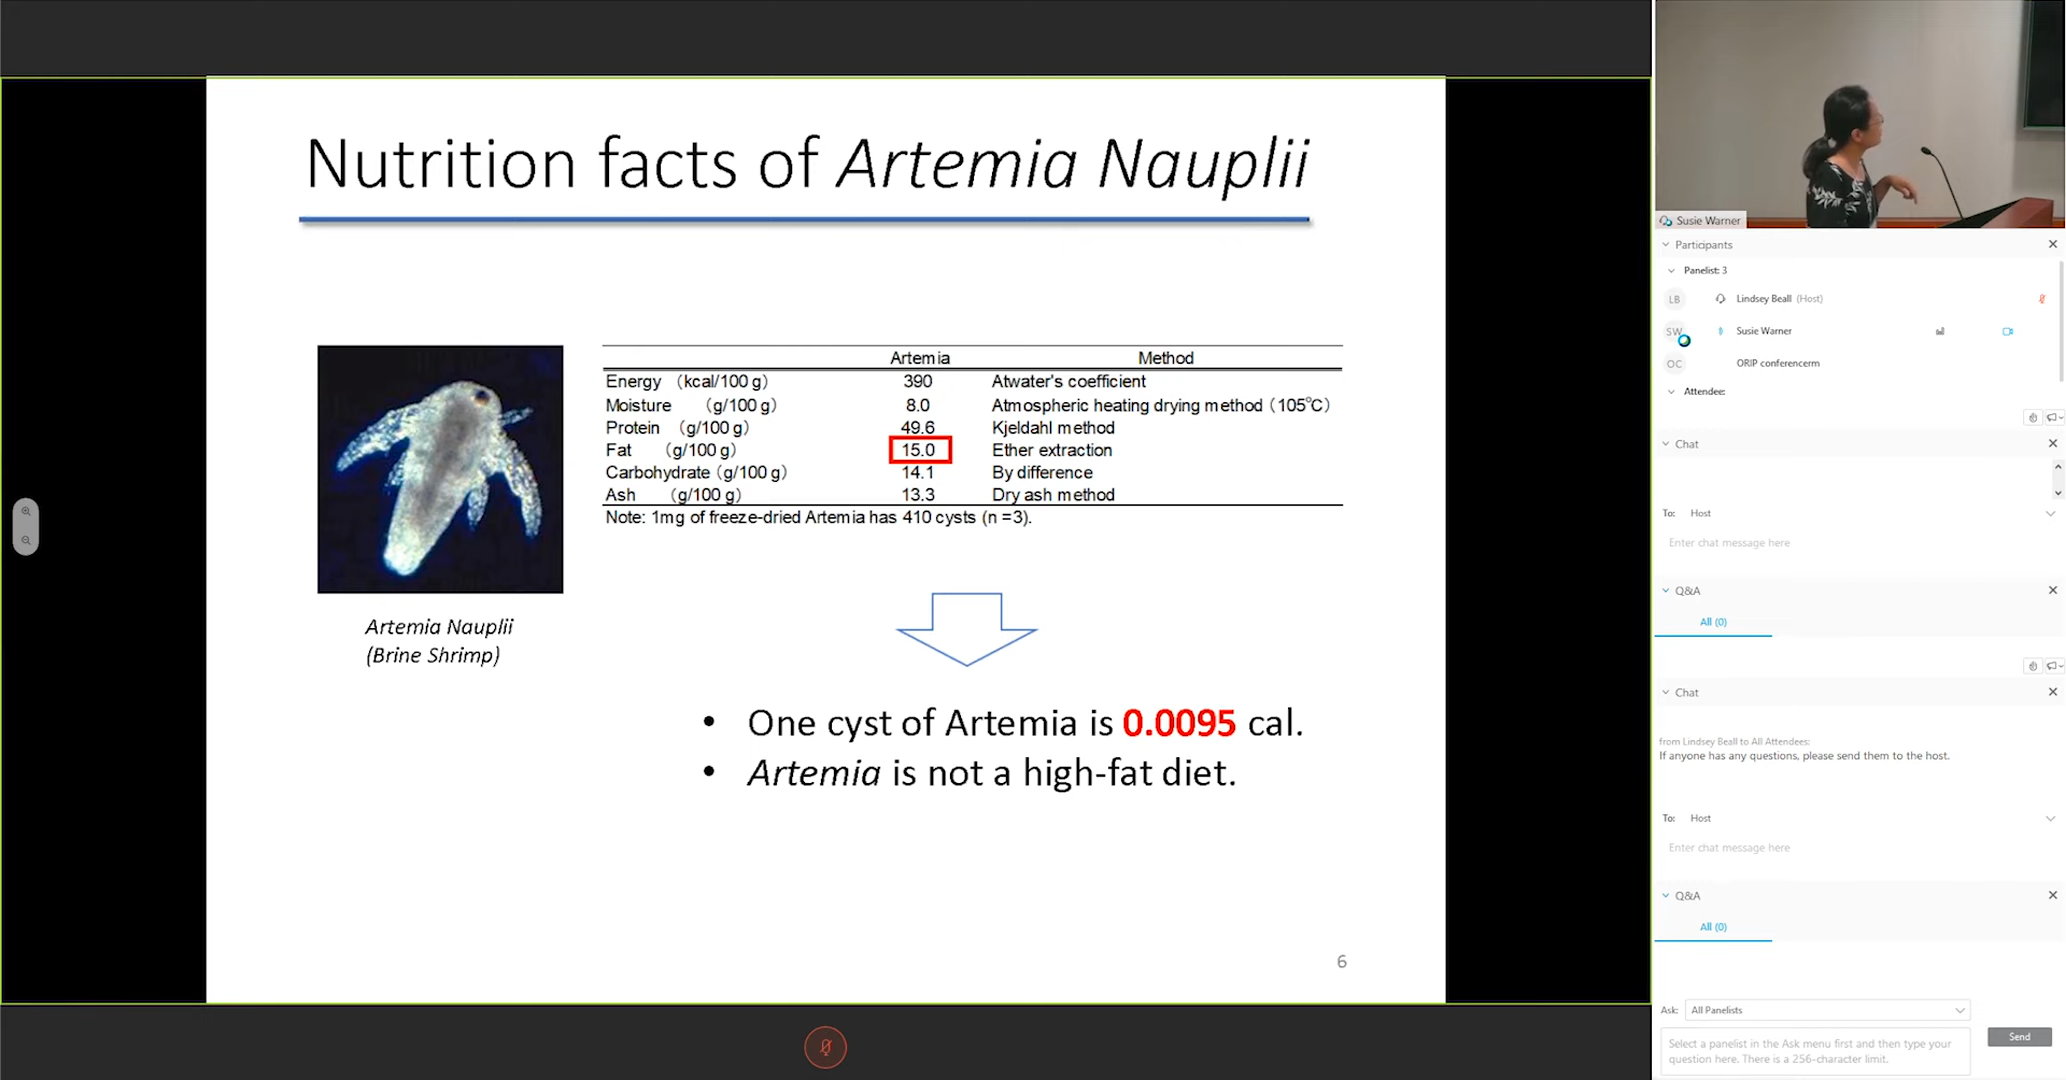 Nutrition facts of Artemia Nauplii
Artemia Method
Energy (kcal/100 g) 390 Atwater's coefficient
Moisture (g/100 g) 8.0 Atmospheric heating drying method (105°C)
Protein (g/100 g) 49.6 Kjeldahl method
Fat (g/100 g) 15.0 Ether extraction
Carbohydrate (g/100 g) 14.1 By difference
Ash (g/100 g) 13.3 Dry ash method
Note: 1mg of freeze-dried Artemia has 410 cysts (n =3).
Artemia Nauplii
(Brine Shrimp)
• One cyst of Artemia is 0.0095 cal.
• Artemia is not a high-fat diet.
6
Susie Warner
Participants
Panelist: 3
LB Lindsey Beall (Host)
SW Susie Warner
OC ORIP conferencerm
Attendee:
Chat
To: Host
Enter chat message here
Q&A
All (0)
Chat
from Lindsey Beall to All Attendees:
If anyone has any questions, please send them to the host.
To: Host
Enter chat message here
Q&A
All (0)
Ask: All Panelists
Select a panelist in the Ask menu first and then type your
question here. There is a 256-character limit.
Send